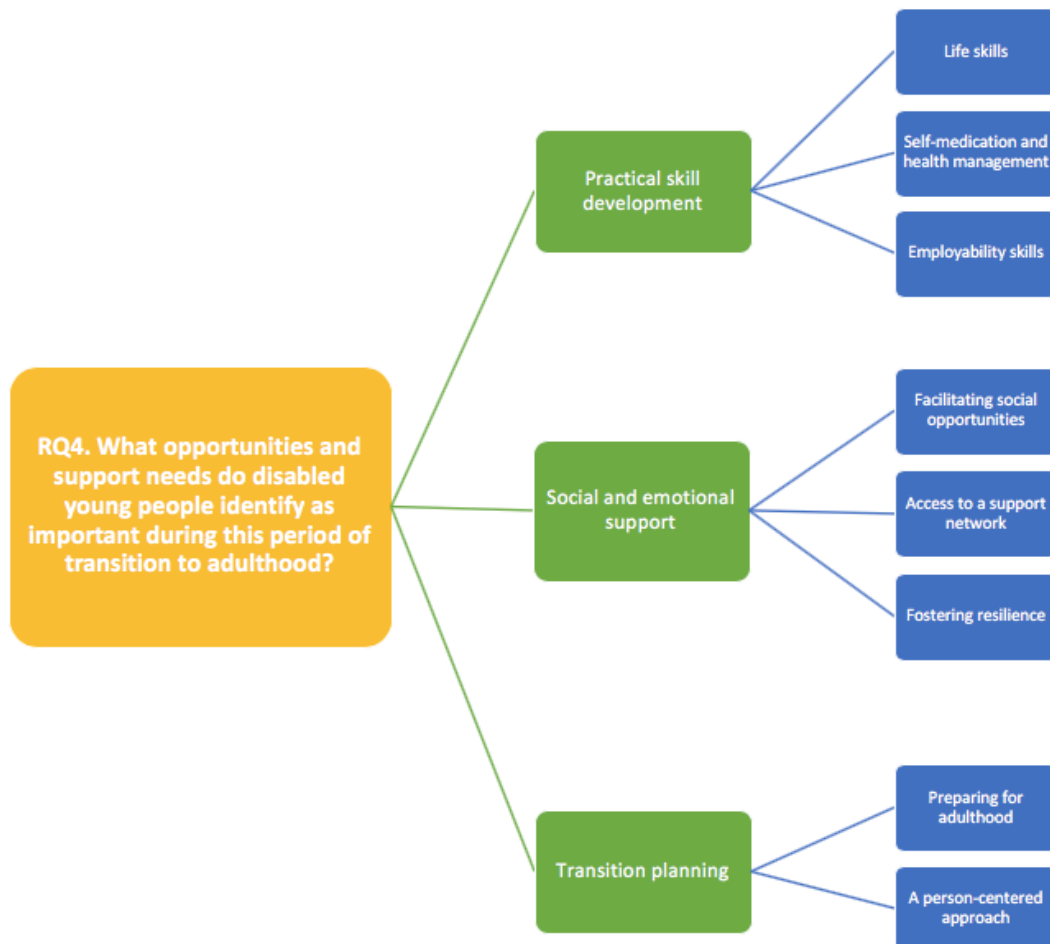 RQ4. What opportunities and
support needs do disabled
young people identify as
important during this period of
transition to adulthood?
Practical skill
development
Life skills
Self-medication and
health management
Employability skills
Social and emotional
support
Facilitating social
opportunities
Access to a support
network
Fostering resilience
Transition planning
Preparing for
adulthood
A person-centered
approach